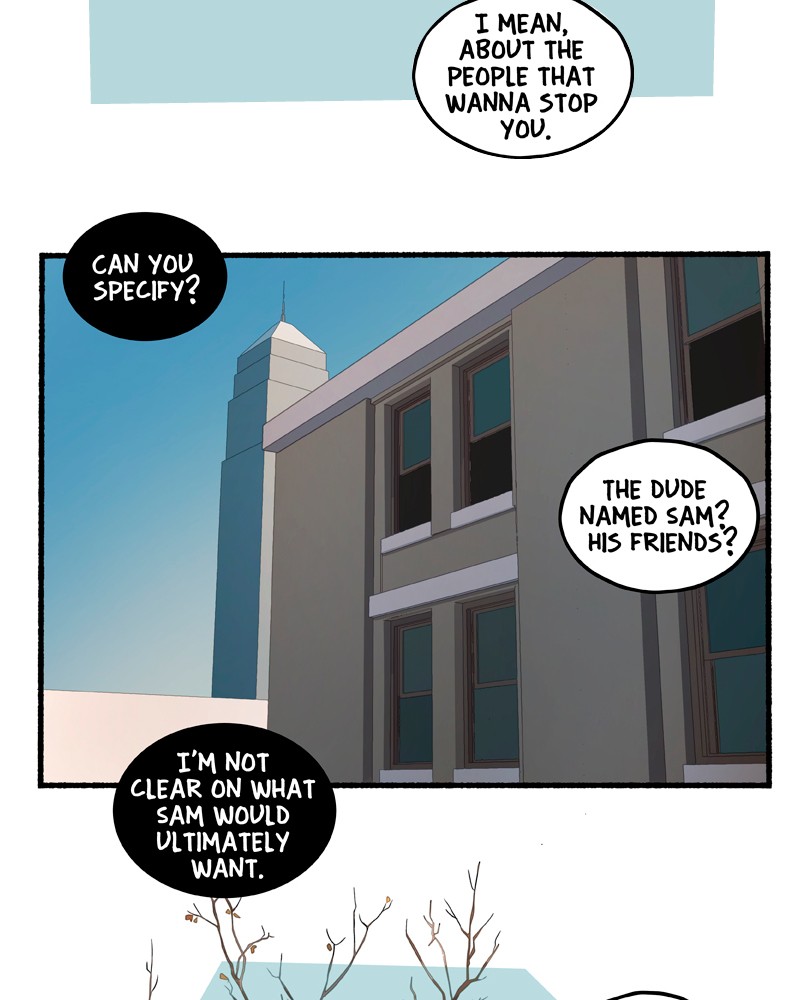 I MEAN,
ABOUT THE
PEOPLE THAT
WANNA STOP
YOU.
CAN YOU
SPECIFY?
THE DUDE
NAMED SAM?
HIS FRIENDS?
I'M NOT
CLEAR ON WHAT
SAM WOULD
ULTIMATELY
WANT.